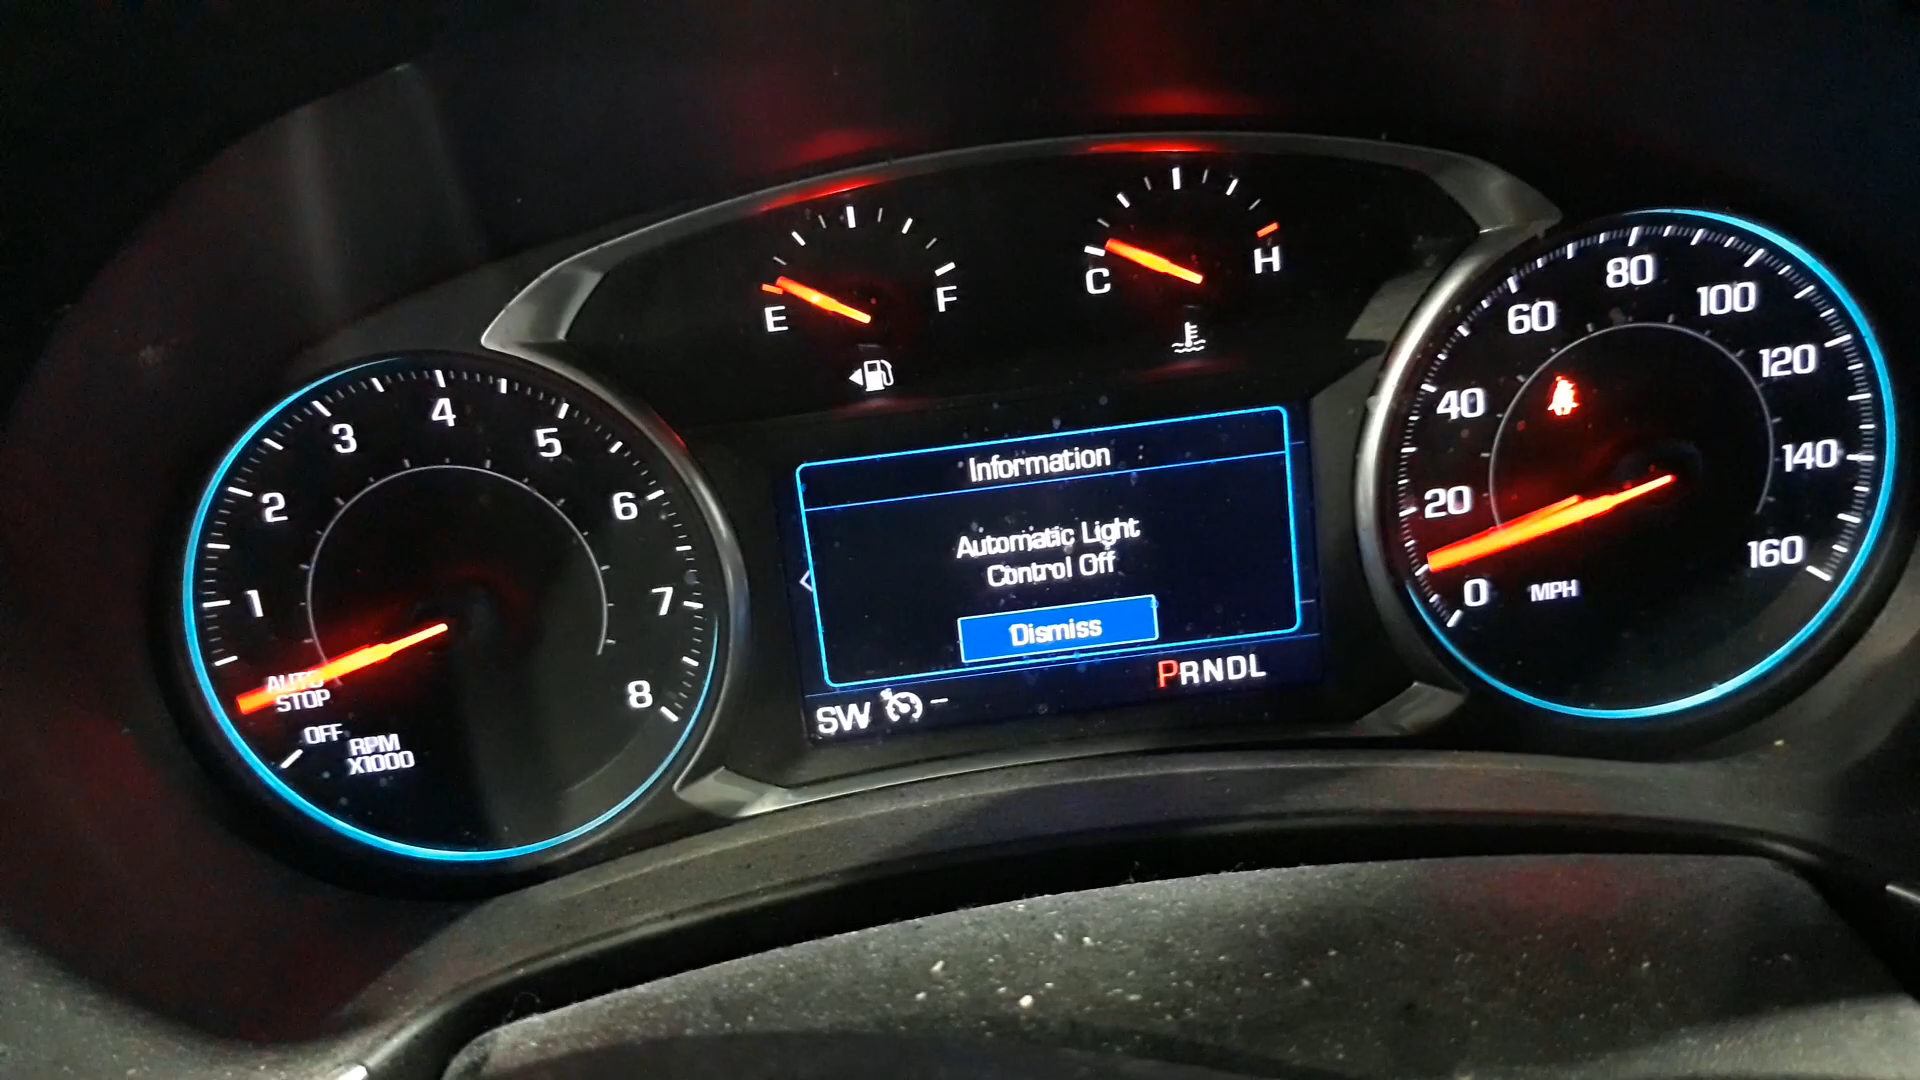 E
F
C
H
1
2
3
4
5
6
7
8
AUTO
STOP
OFF
RPM
X1000
Information
Automatic Light
Control Off
Dismiss
SW
PRNDL
0
20
40
60
80
100
120
140
160
MPH